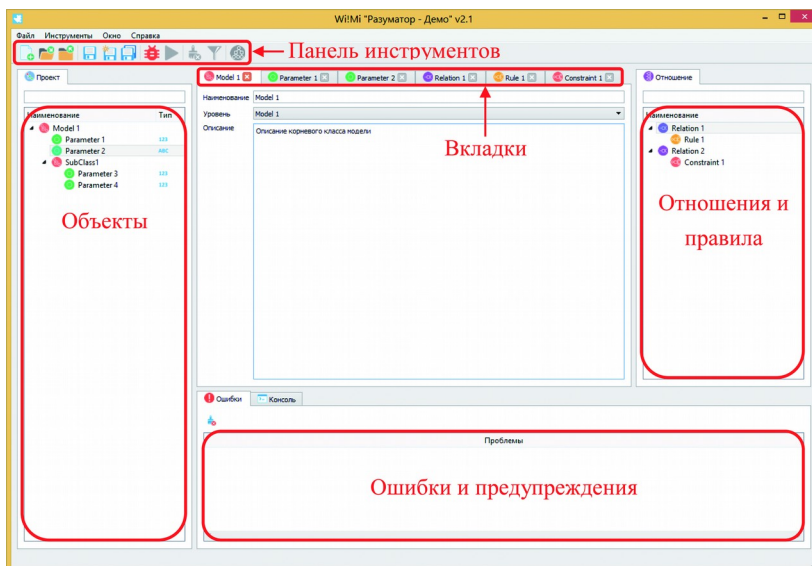 Wi!Mi "Разуматор - Демо" v2.1
Файл Инструменты Окно Справка
Панель инструментов
Проект
Наименование Тип
Model 1
Parameter 1 123
Parameter 2 ABC
SubClass1
Parameter 3 123
Parameter 4 123
Объекты
Model 1 Parameter 1 Parameter 2 Relation 1 Rule 1 Constraint 1
Наименование Model 1
Уровень Model 1
Описание Описание корневого класса модели
Вкладки
Отношение
Наименование
Relation 1
Rule 1
Relation 2
Constraint 1
Отношения и
правила
Ошибки Консоль
Проблемы
Ошибки и предупреждения